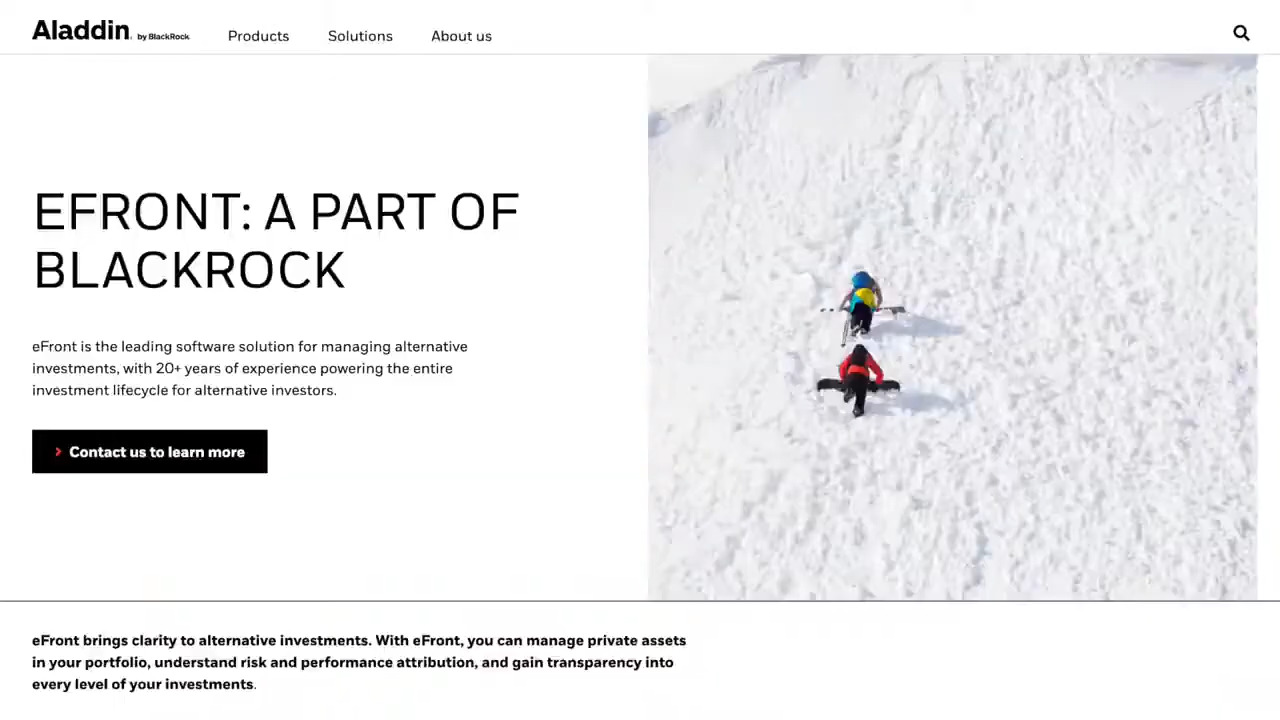 Aladdin. by BlackRock
Products
Solutions
About us
EFRONT: A PART OF
BLACKROCK
eFront is the leading software solution for managing alternative
investments, with 20+ years of experience powering the entire
investment lifecycle for alternative investors.
Contact us to learn more
eFront brings clarity to alternative investments. With eFront, you can manage private assets
in your portfolio, understand risk and performance attribution, and gain transparency into
every level of your investments.